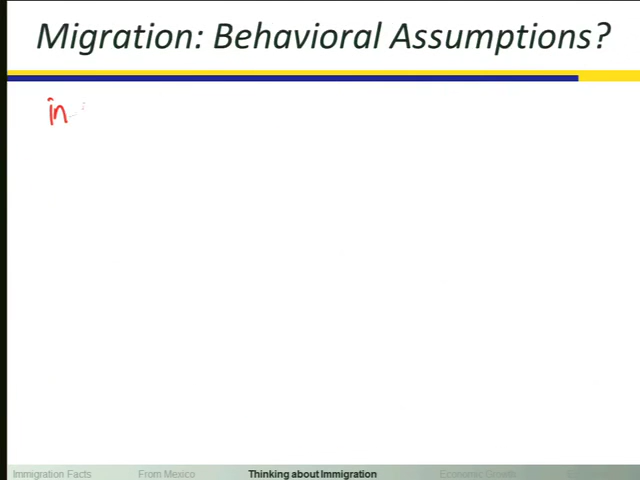 Migration: Behavioral Assumptions?
in
Immigration Facts From Mexico Thinking about Immigration Economic Growth